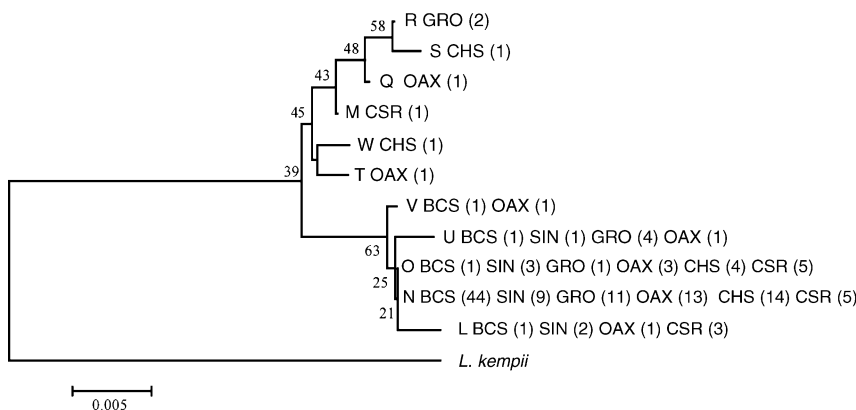 58 R GRO (2)
S CHS (1)
48
Q OAX (1)
43
M CSR (1)
45
W CHS (1)
39
T OAX (1)
V BCS (1) OAX (1)
U BCS (1) SIN (1) GRO (4) OAX (1)
63
O BCS (1) SIN (3) GRO (1) OAX (3) CHS (4) CSR (5)
25
N BCS (44) SIN (9) GRO (11) OAX (13) CHS (14) CSR (5)
21
L BCS (1) SIN (2) OAX (1) CSR (3)
L. kempii
0.005